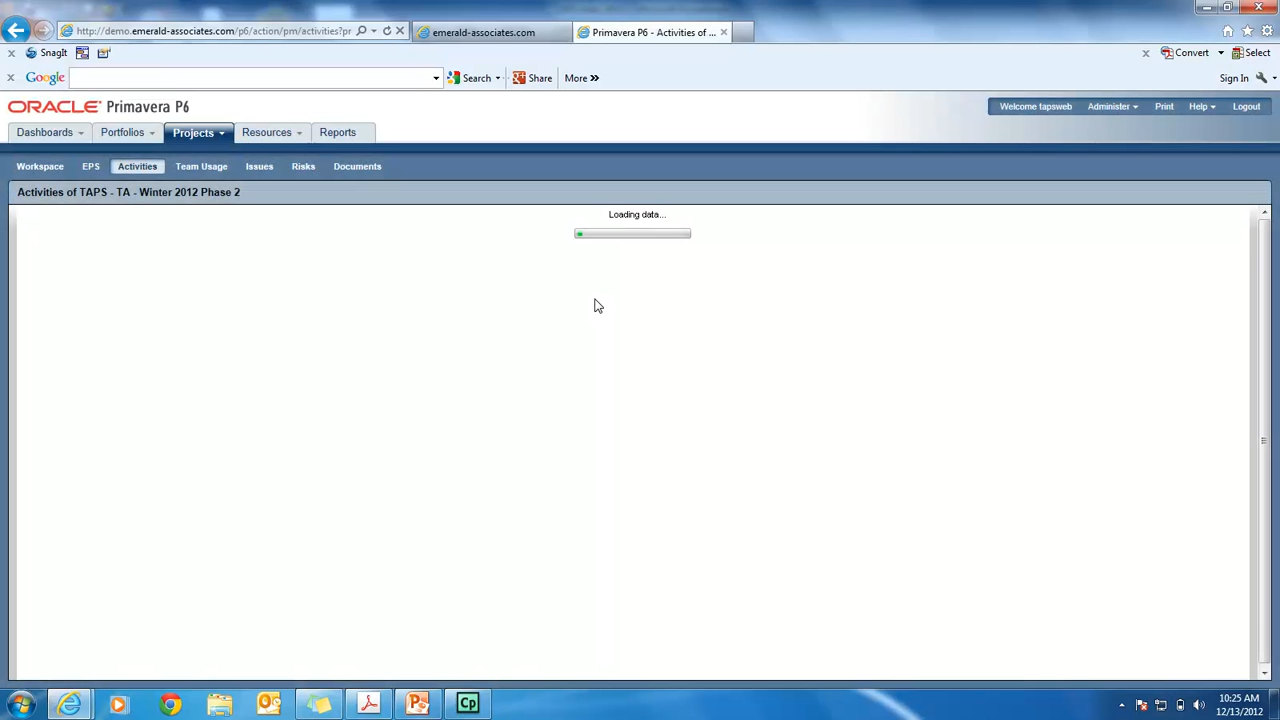 http://demo.emerald-associates.com/p6/action/pm/activities?pr
emerald-associates.com
Primavera P6 - Activities of ...
SnagIt
Convert
Select
Google
Search
Share
More »
Sign In
ORACLE Primavera P6
Welcome tapsweb
Administer
Print
Help
Logout
Dashboards
Portfolios
Projects
Resources
Reports
Workspace
EPS
Activities
Team Usage
Issues
Risks
Documents
Activities of TAPS - TA - Winter 2012 Phase 2
Loading data...
Cp
10:25 AM
12/13/2012